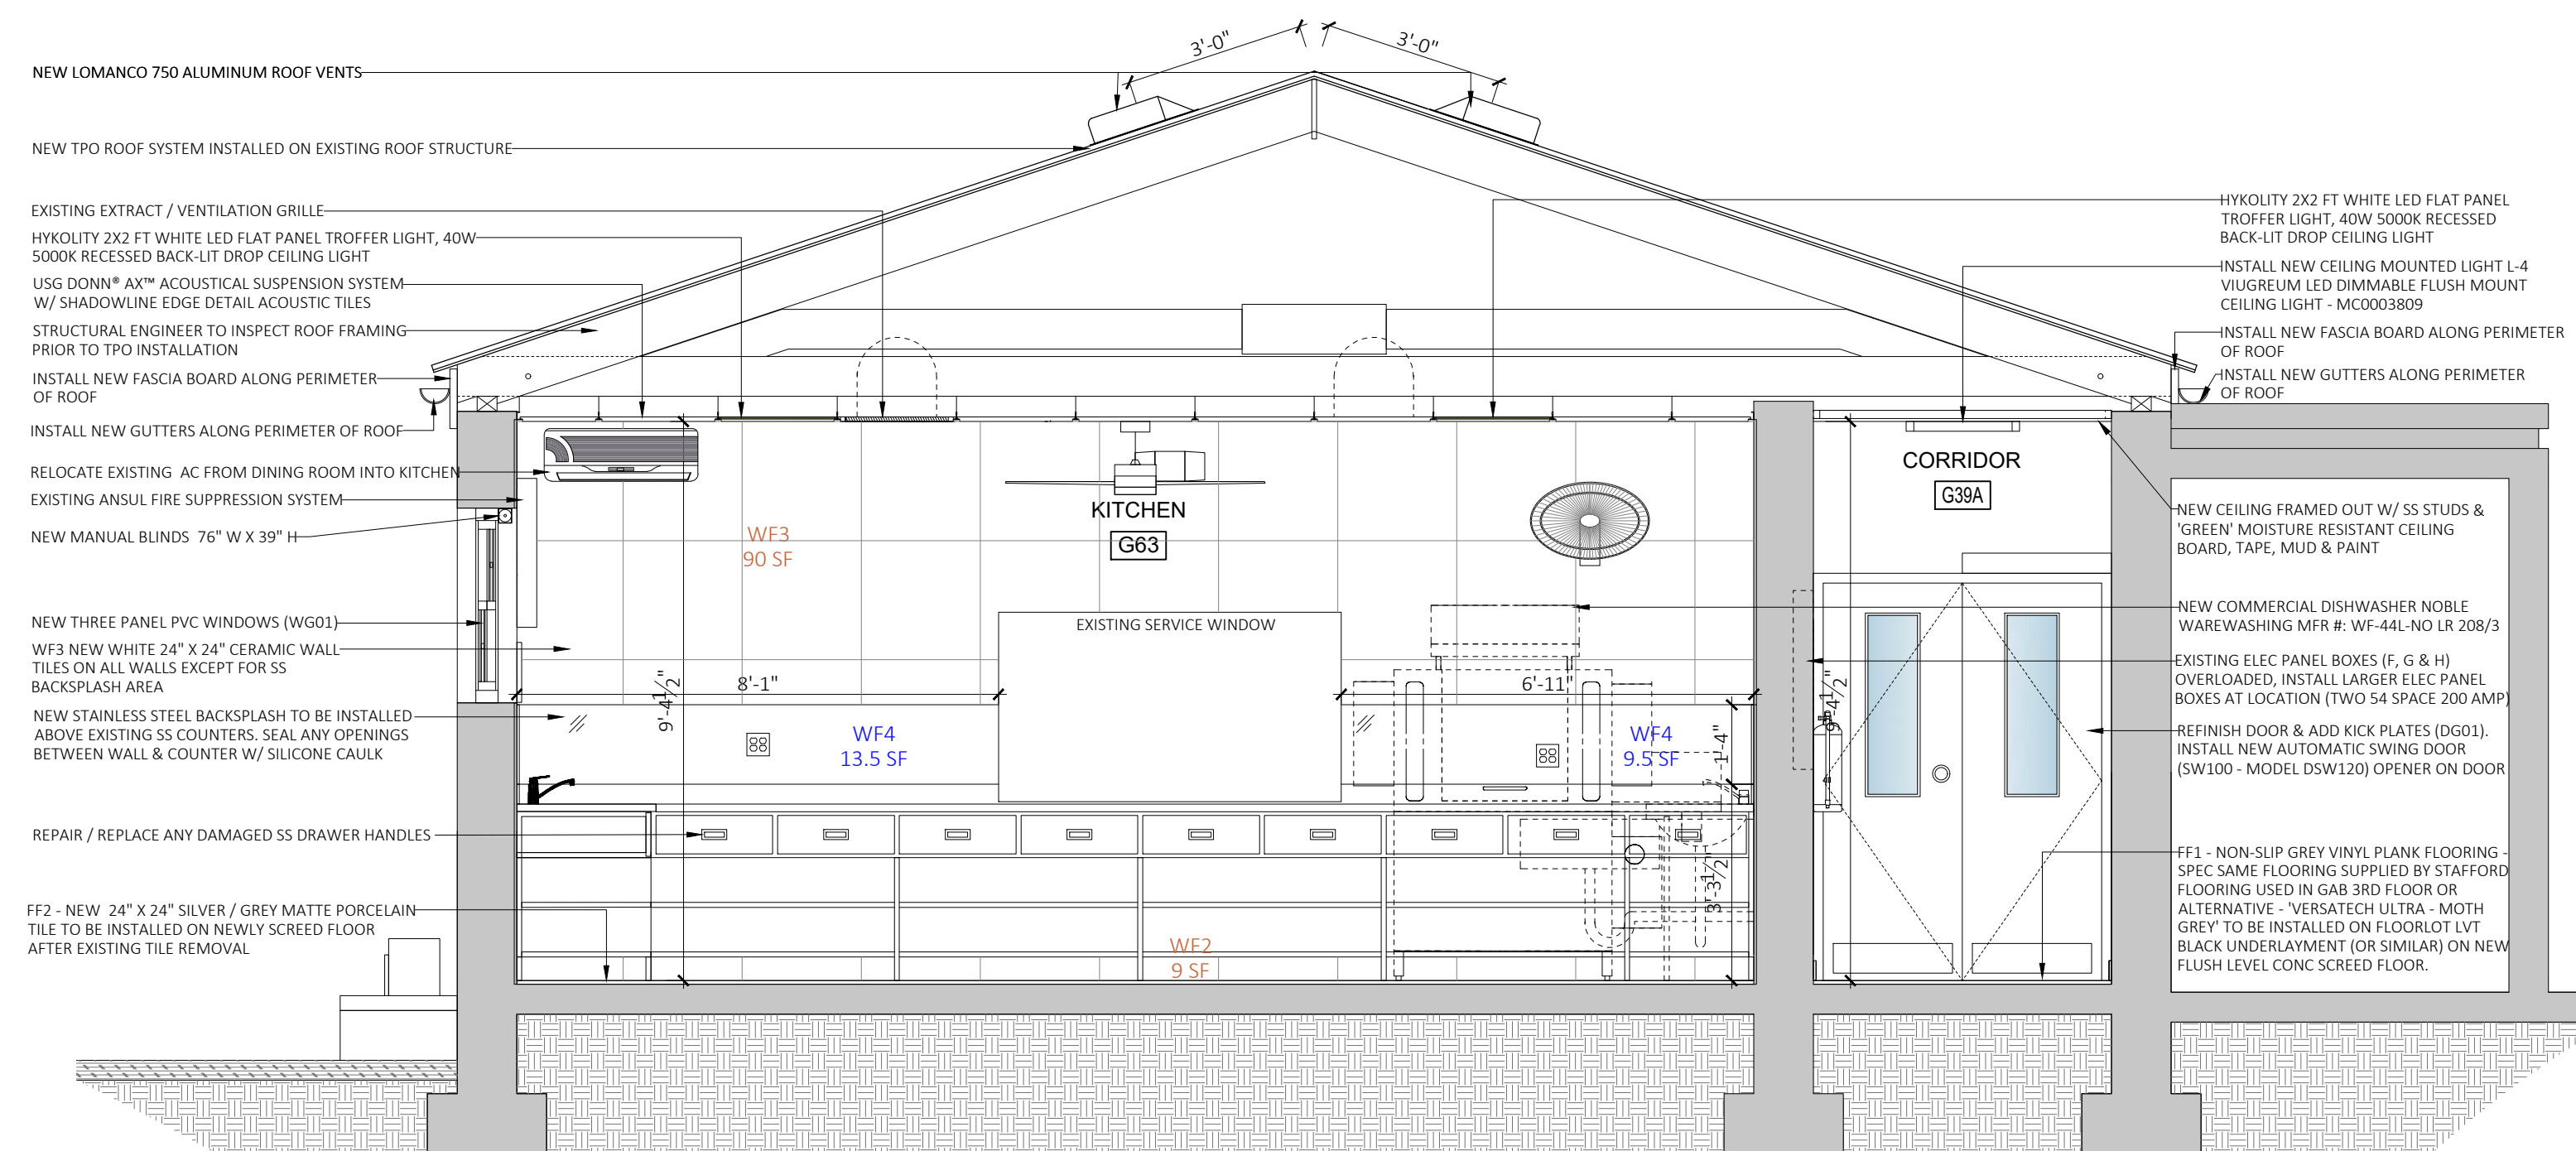 3'-0"
3'-0"
NEW LOMANCO 750 ALUMINUM ROOF VENTS
NEW TPO ROOF SYSTEM INSTALLED ON EXISTING ROOF STRUCTURE
EXISTING EXTRACT / VENTILATION GRILLE
HYKOLITY 2X2 FT WHITE LED FLAT PANEL TROFFER LIGHT, 40W
5000K RECESSED BACK-LIT DROP CEILING LIGHT
USG DONN® AX™ ACOUSTICAL SUSPENSION SYSTEM
W/ SHADOWLINE EDGE DETAIL ACOUSTIC TILES
STRUCTURAL ENGINEER TO INSPECT ROOF FRAMING
PRIOR TO TPO INSTALLATION
INSTALL NEW FASCIA BOARD ALONG PERIMETER
OF ROOF
INSTALL NEW GUTTERS ALONG PERIMETER OF ROOF
RELOCATE EXISTING AC FROM DINING ROOM INTO KITCHEN
EXISTING ANSUL FIRE SUPPRESSION SYSTEM
NEW MANUAL BLINDS 76" W X 39" H
NEW THREE PANEL PVC WINDOWS (WG01)
WF3 NEW WHITE 24" X 24" CERAMIC WALL
TILES ON ALL WALLS EXCEPT FOR SS
BACKSPLASH AREA
NEW STAINLESS STEEL BACKSPLASH TO BE INSTALLED
ABOVE EXISTING SS COUNTERS. SEAL ANY OPENINGS
BETWEEN WALL & COUNTER W/ SILICONE CAULK
REPAIR / REPLACE ANY DAMAGED SS DRAWER HANDLES
FF2 - NEW 24" X 24" SILVER / GREY MATTE PORCELAIN
TILE TO BE INSTALLED ON NEWLY SCREED FLOOR
AFTER EXISTING TILE REMOVAL
KITCHEN
G63
WF3
90 SF
EXISTING SERVICE WINDOW
8'-1"
6'-11"
9'-4 1/2"
WF4
13.5 SF
WF4
9.5 SF
1'-4"
3'-3 1/2"
WF2
9 SF
CORRIDOR
G39A
9'-4 1/2"
HYKOLITY 2X2 FT WHITE LED FLAT PANEL
TROFFER LIGHT, 40W 5000K RECESSED
BACK-LIT DROP CEILING LIGHT
INSTALL NEW CEILING MOUNTED LIGHT L-4
VIUGREUM LED DIMMABLE FLUSH MOUNT
CEILING LIGHT - MC0003809
INSTALL NEW FASCIA BOARD ALONG PERIMETER
OF ROOF
INSTALL NEW GUTTERS ALONG PERIMETER
OF ROOF
NEW CEILING FRAMED OUT W/ SS STUDS &
'GREEN' MOISTURE RESISTANT CEILING
BOARD, TAPE, MUD & PAINT
NEW COMMERCIAL DISHWASHER NOBLE
WAREWASHING MFR #: WF-44L-NO LR 208/3
EXISTING ELEC PANEL BOXES (F, G & H)
OVERLOADED, INSTALL LARGER ELEC PANEL
BOXES AT LOCATION (TWO 54 SPACE 200 AMP)
REFINISH DOOR & ADD KICK PLATES (DG01).
INSTALL NEW AUTOMATIC SWING DOOR
(SW100 - MODEL DSW120) OPENER ON DOOR
FF1 - NON-SLIP GREY VINYL PLANK FLOORING -
SPEC SAME FLOORING SUPPLIED BY STAFFORD
FLOORING USED IN GAB 3RD FLOOR OR
ALTERNATIVE - 'VERSATECH ULTRA - MOTH
GREY' TO BE INSTALLED ON FLOORLOT LVT
BLACK UNDERLAYMENT (OR SIMILAR) ON NEW
FLUSH LEVEL CONC SCREED FLOOR.